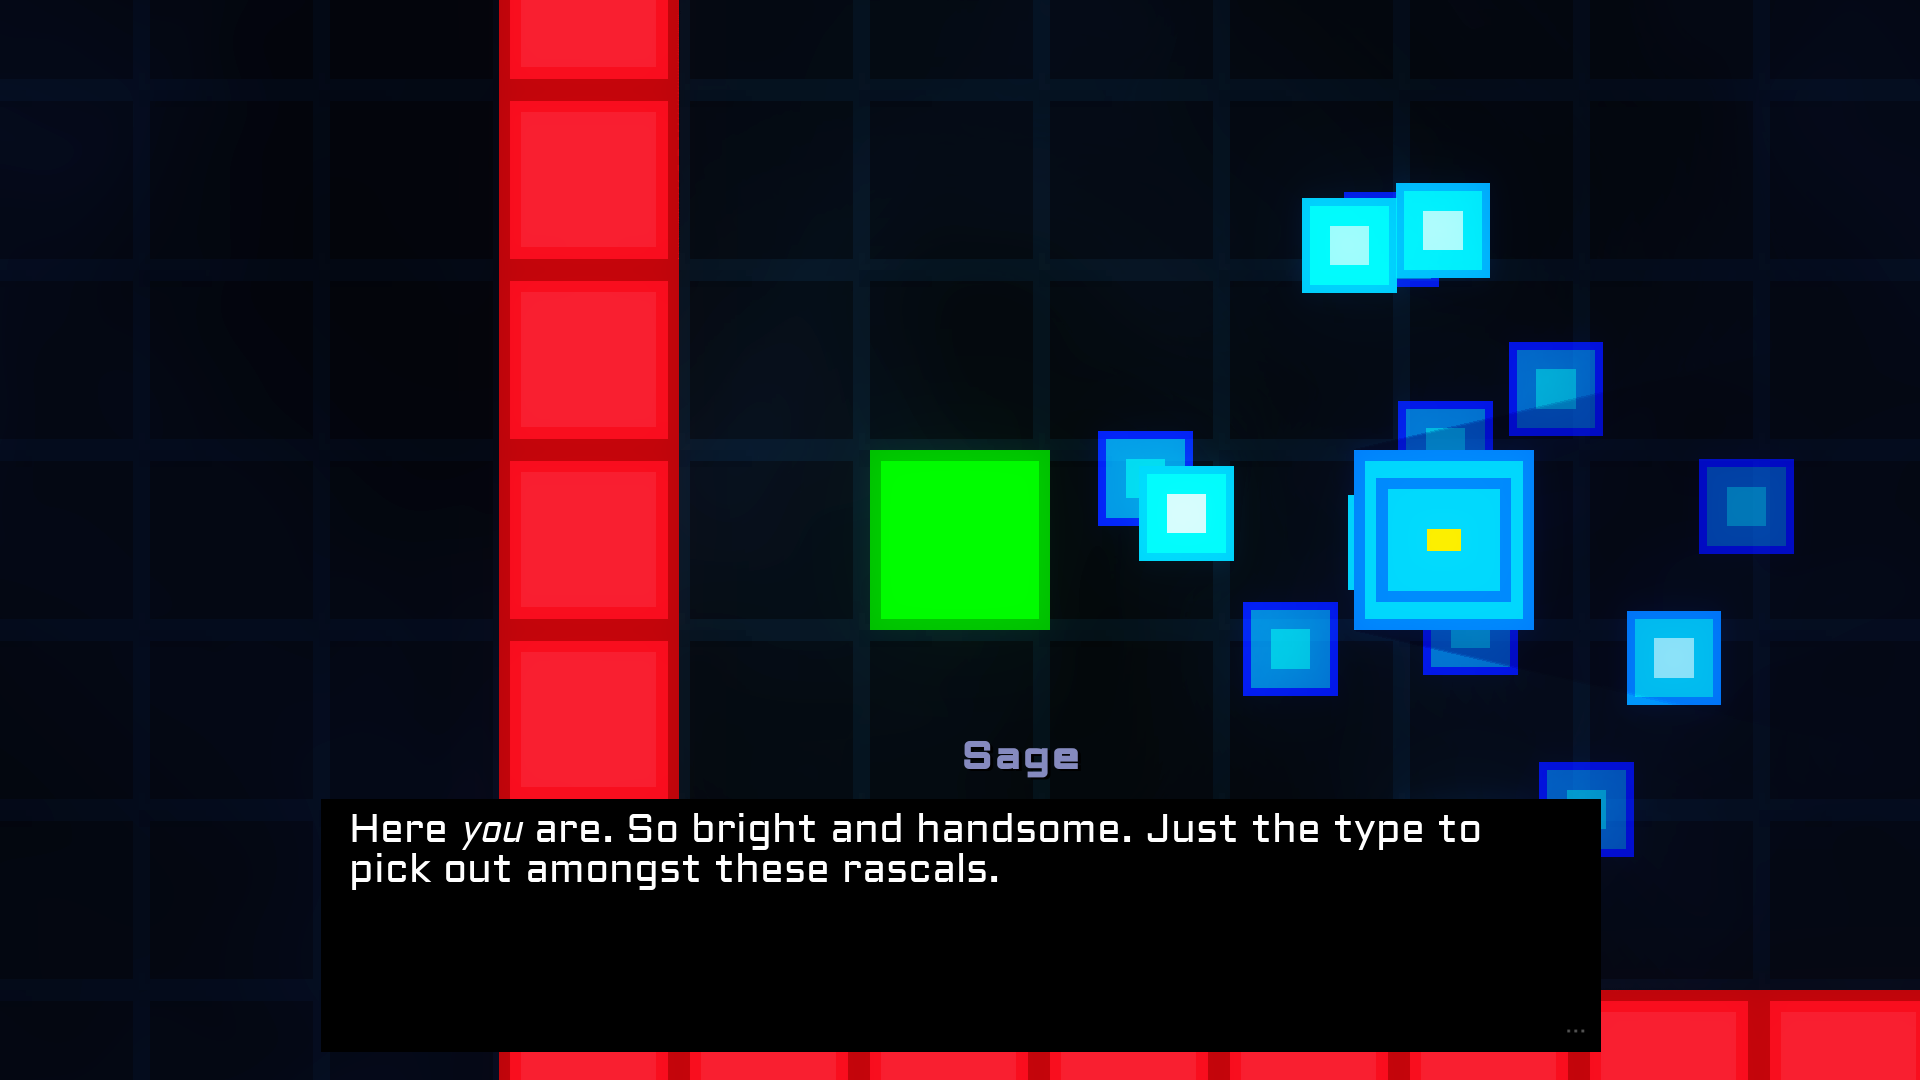 Sage
Here you are. So bright and handsome. Just the type to
pick out amongst these rascals.
...